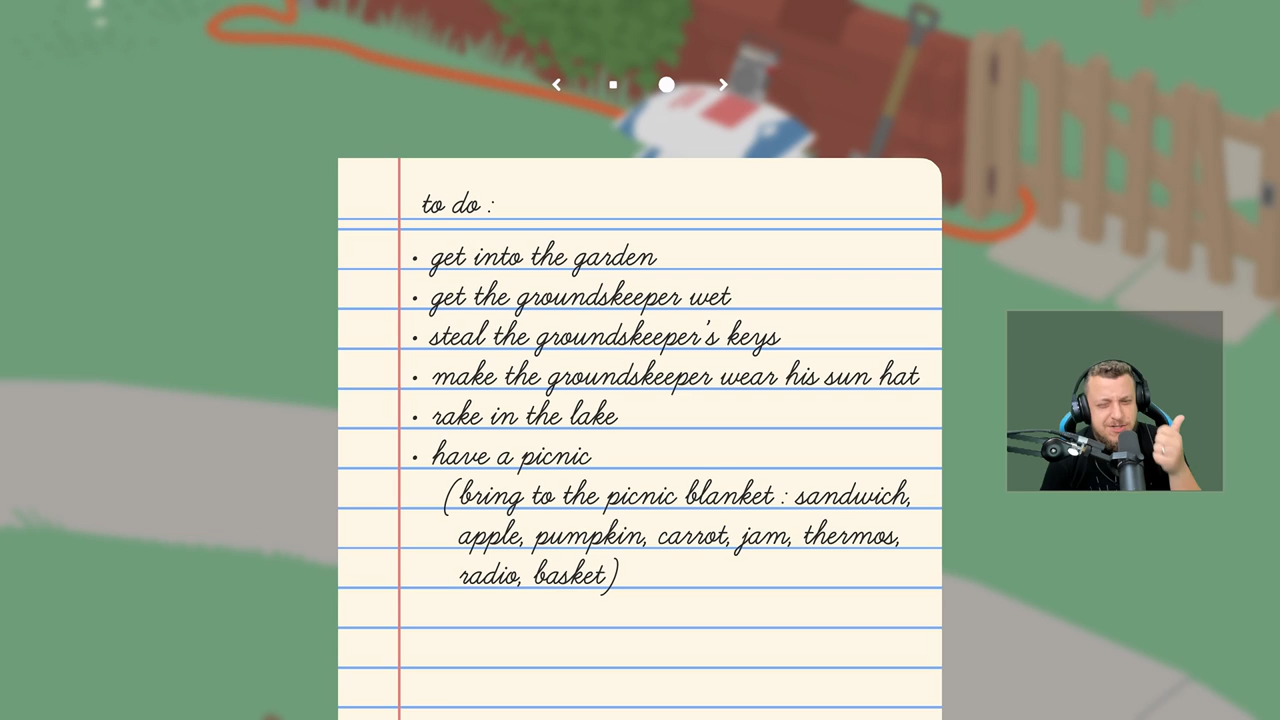 to do :
• get into the garden
• get the groundskeeper wet
• steal the groundskeeper's keys
• make the groundskeeper wear his sun hat
• rake in the lake
• have a picnic
(bring to the picnic blanket : sandwich,
apple, pumpkin, carrot, jam, thermos,
radio, basket)